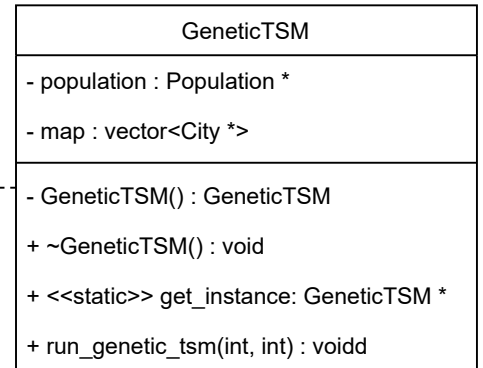 GeneticTSM
- population : Population *
- map : vector<City *>
- GeneticTSM() : GeneticTSM
+ ~GeneticTSM() : void
+ <<static>> get_instance: GeneticTSM *
+ run_genetic_tsm(int, int) : voidd